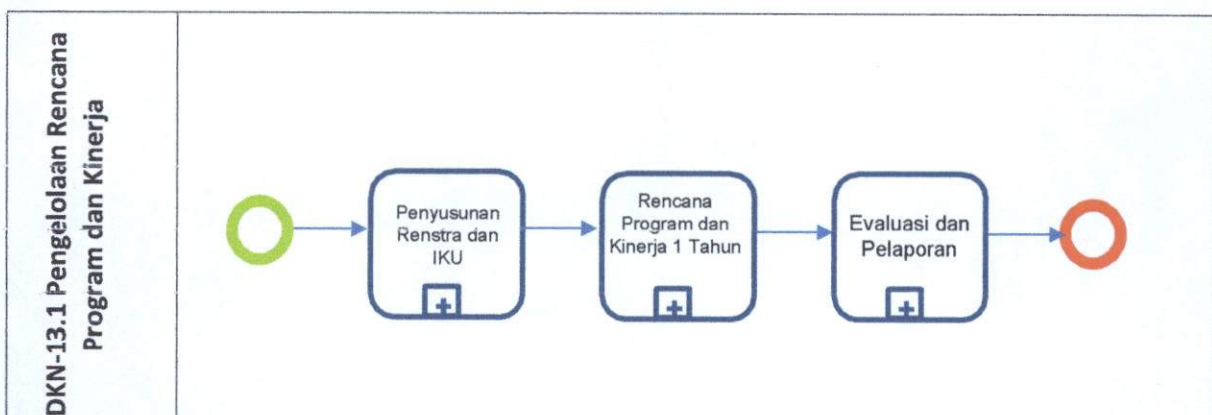 DKN-13.1 Pengelolaan Rencana
Program dan Kinerja
Penyusunan
Renstra dan
IKU
Rencana
Program dan
Kinerja 1 Tahun
Evaluasi dan
Pelaporan